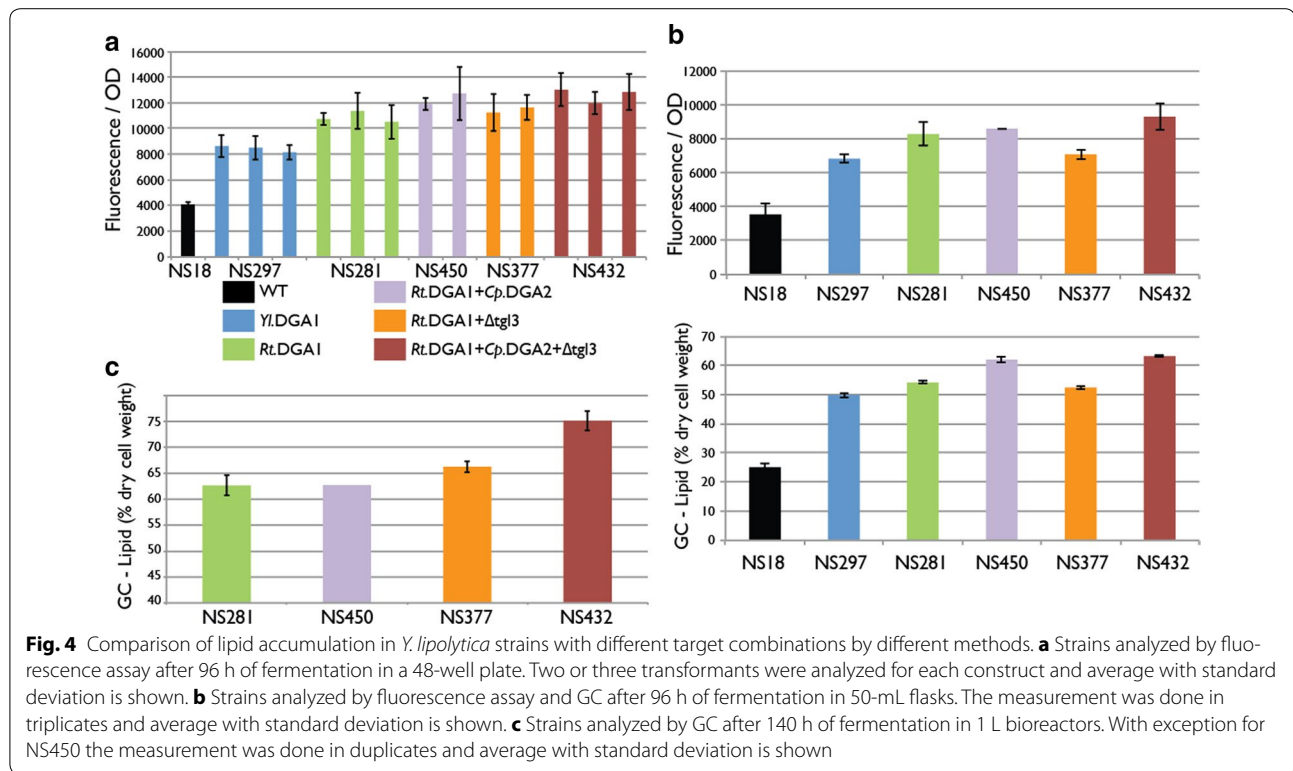 a
Fluorescence / OD
16000
14000
12000
10000
8000
6000
4000
2000
0
NS18 NS297 NS281 NS450 NS377 NS432
WT
Yl.DGA1
Rt.DGA1
Rt.DGA1+Cp.DGA2
Rt.DGA1+Δtgl3
Rt.DGA1+Cp.DGA2+Δtgl3
b
Fluorescence / OD
12000
10000
8000
6000
4000
2000
0
NS18 NS297 NS281 NS450 NS377 NS432
GC - Lipid (% dry cell weight)
70
60
50
40
30
20
10
0
NS18 NS297 NS281 NS450 NS377 NS432
c
GC - Lipid (% dry cell weight)
75
70
65
60
55
50
45
40
NS281 NS450 NS377 NS432
Fig. 4 Comparison of lipid accumulation in Y. lipolytica strains with different target combinations by different methods. a Strains analyzed by fluo-
rescence assay after 96 h of fermentation in a 48-well plate. Two or three transformants were analyzed for each construct and average with standard
deviation is shown. b Strains analyzed by fluorescence assay and GC after 96 h of fermentation in 50-mL flasks. The measurement was done in
triplicates and average with standard deviation is shown. c Strains analyzed by GC after 140 h of fermentation in 1 L bioreactors. With exception for
NS450 the measurement was done in duplicates and average with standard deviation is shown